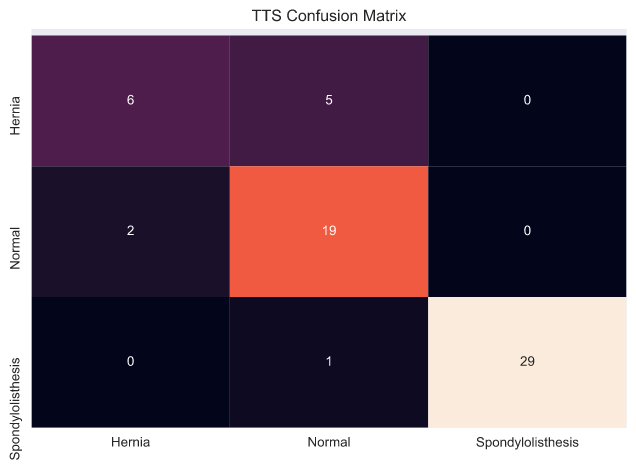 TTS Confusion Matrix
Hernia
6 5 0
Normal
2 19 0
Spondylolisthesis
0 1 29
Hernia Normal Spondylolisthesis